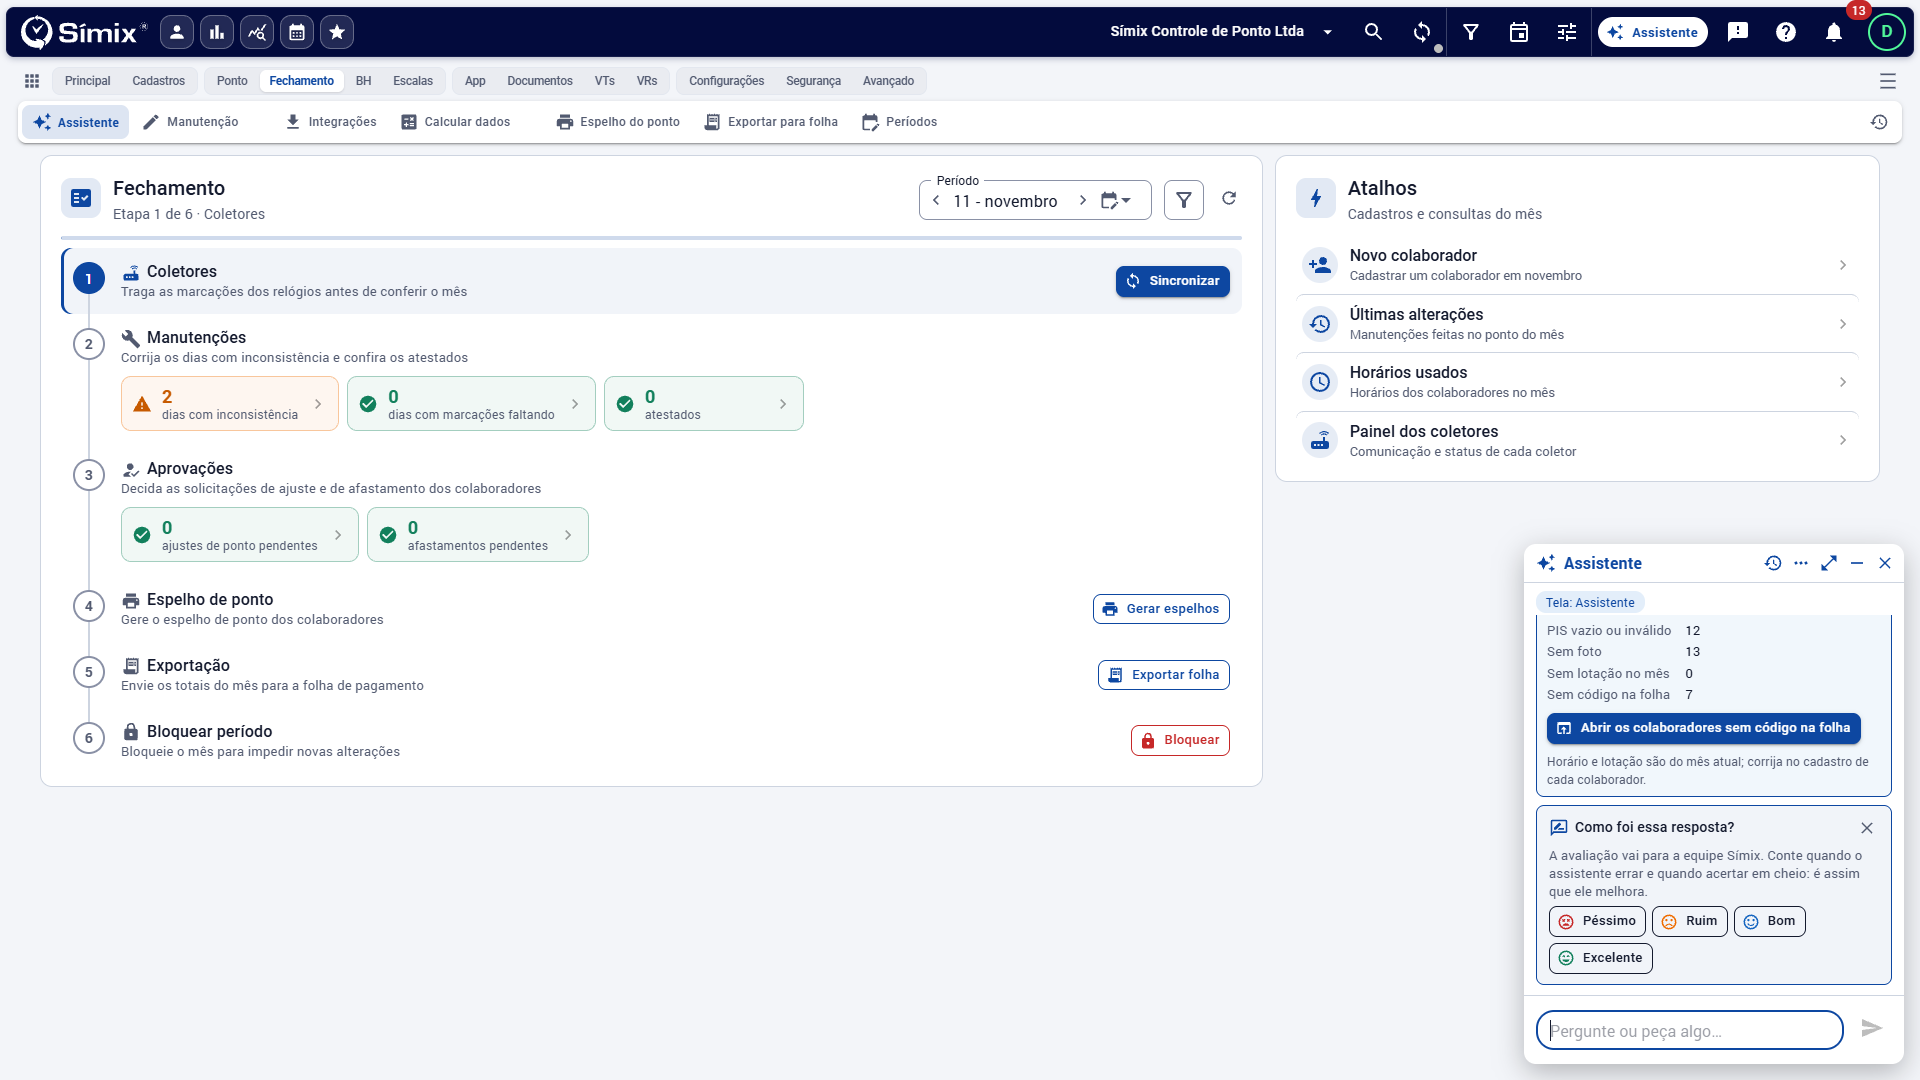 Símix®
Símix Controle de Ponto Ltda
Assistente
13
D
Principal
Cadastros
Ponto
Fechamento
BH
Escalas
App
Documentos
VTs
VRs
Configurações
Segurança
Avançado
Assistente
Manutenção
Integrações
Calcular dados
Espelho do ponto
Exportar para folha
Períodos
Fechamento
Etapa 1 de 6 · Coletores
Período
11 - novembro
1
Coletores
Traga as marcações dos relógios antes de conferir o mês
Sincronizar
2
Manutenções
Corrija os dias com inconsistência e confira os atestados
2
dias com inconsistência
0
dias com marcações faltando
0
atestados
3
Aprovações
Decida as solicitações de ajuste e de afastamento dos colaboradores
0
ajustes de ponto pendentes
0
afastamentos pendentes
4
Espelho de ponto
Gere o espelho de ponto dos colaboradores
Gerar espelhos
5
Exportação
Envie os totais do mês para a folha de pagamento
Exportar folha
6
Bloquear período
Bloqueie o mês para impedir novas alterações
Bloquear
Atalhos
Cadastros e consultas do mês
Novo colaborador
Cadastrar um colaborador em novembro
Últimas alterações
Manutenções feitas no ponto do mês
Horários usados
Horários dos colaboradores no mês
Painel dos coletores
Comunicação e status de cada coletor
Assistente
Tela: Assistente
PIS vazio ou inválido 12
Sem foto 13
Sem lotação no mês 0
Sem código na folha 7
Abrir os colaboradores sem código na folha
Horário e lotação são do mês atual; corrija no cadastro de
cada colaborador.
Como foi essa resposta?
A avaliação vai para a equipe Símix. Conte quando o
assistente errar e quando acertar em cheio: é assim
que ele melhora.
Péssimo
Ruim
Bom
Excelente
Pergunte ou peça algo...